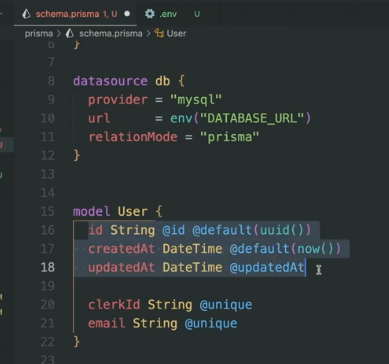 schema.prisma 1, U
.env
U
prisma > schema.prisma > User
6 }
7
8 datasource db {
9 provider = "mysql"
10 url = env("DATABASE_URL")
11 relationMode = "prisma"
12 }
13
14
15 model User {
16 id String @id @default(uuid())
17 createdAt DateTime @default(now())
18 updatedAt DateTime @updatedAt
19
20 clerkId String @unique
21 email String @unique
22 }
23